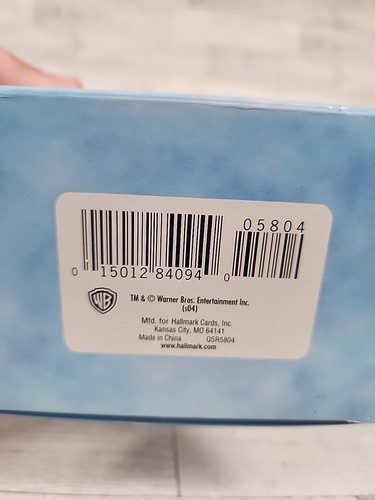 05804
0 15012 84094 0
WB
TM & © Warner Bros. Entertainment Inc.
(s04)
Mfd. for Hallmark Cards, Inc.
Kansas City, MO 64141
Made in China QSR5804
www.hallmark.com